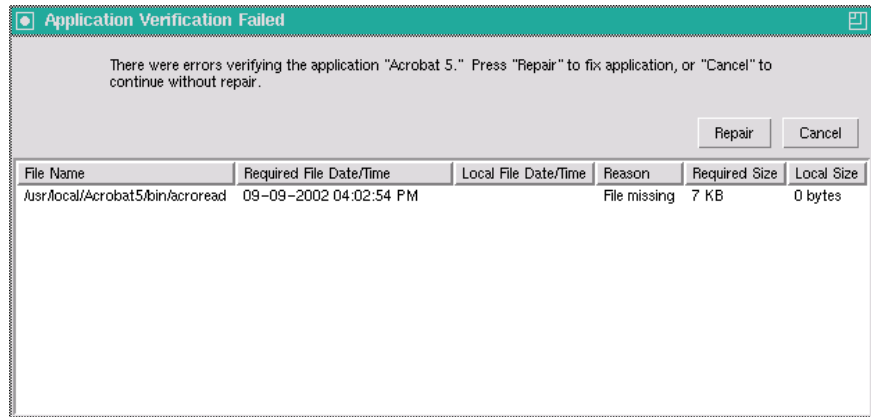 Application Verification Failed
There were errors verifying the application "Acrobat 5." Press "Repair" to fix application, or "Cancel" to
continue without repair.
Repair Cancel
File Name Required File Date/Time Local File Date/Time Reason Required Size Local Size
/usr/local/Acrobat5/bin/acroread 09-09-2002 04:02:54 PM File missing 7 KB 0 bytes